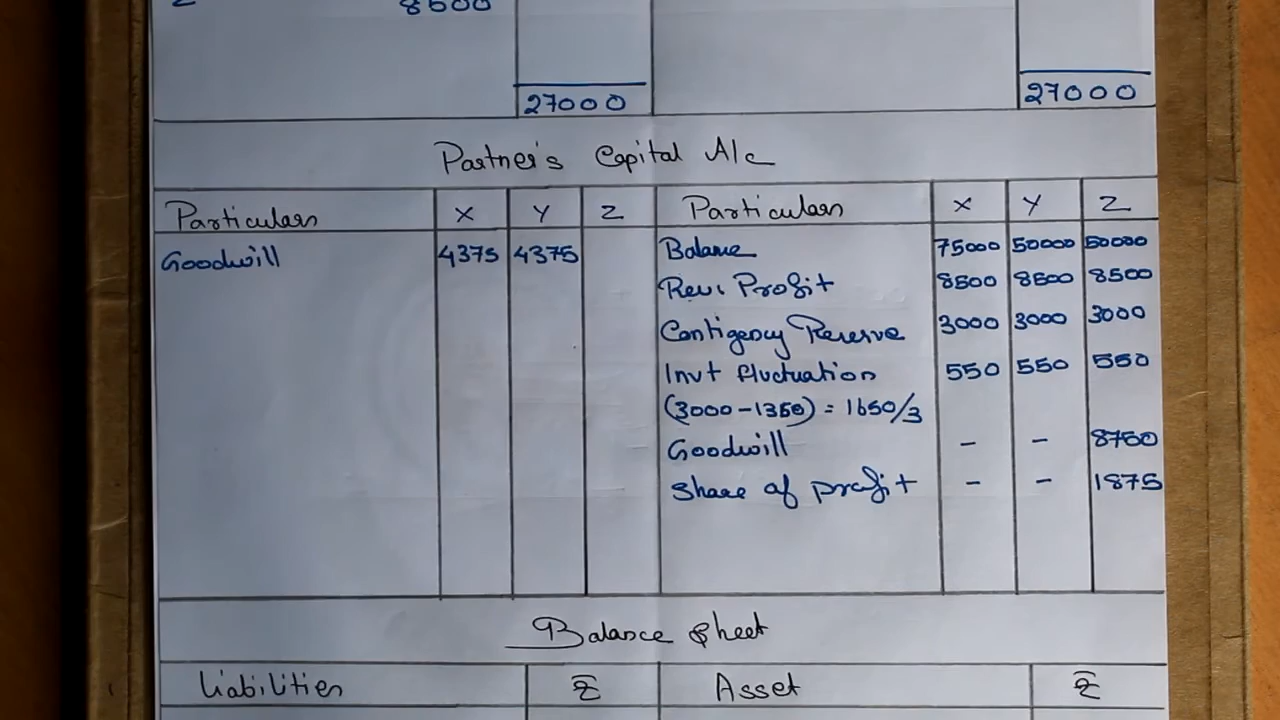 8500
27000 27000
Partner's Capital A/c
Particulars X Y Z Particulars X Y Z
Goodwill 4375 4375 Balance 75000 50000 50000
Rev. Profit 8500 8500 8500
Contigency Reserve 3000 3000 3000
Invt fluctuation 550 550 550
(3000-1350) = 1650/3
Goodwill - - 8750
Share of profit - - 1875
Balance Sheet
Liabilities ₹ Asset ₹